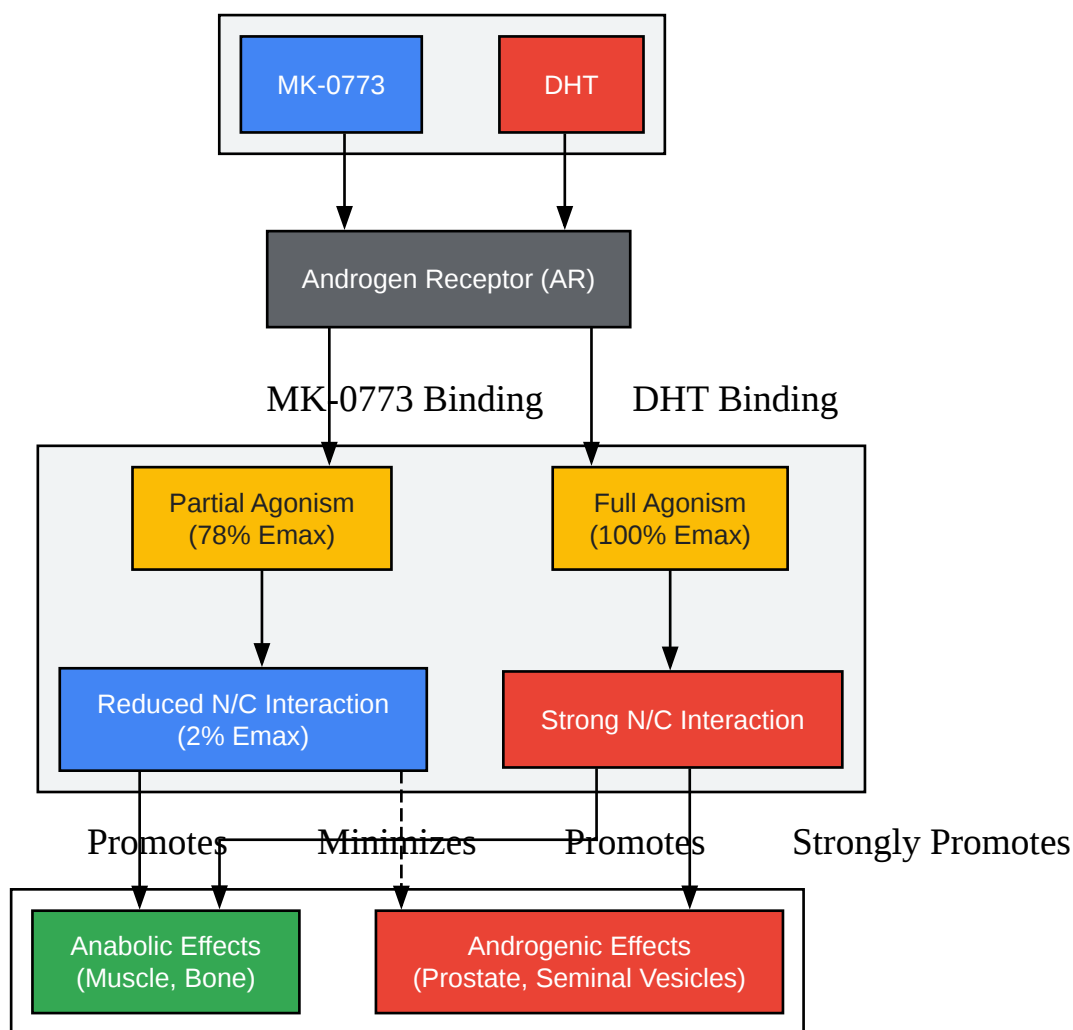 MK-0773
DHT
Androgen Receptor (AR)
MK-0773 Binding
DHT Binding
Partial Agonism
(78% Emax)
Full Agonism
(100% Emax)
Reduced N/C Interaction
(2% Emax)
Strong N/C Interaction
Promotes
Minimizes
Promotes
Strongly Promotes
Anabolic Effects
(Muscle, Bone)
Androgenic Effects
(Prostate, Seminal Vesicles)